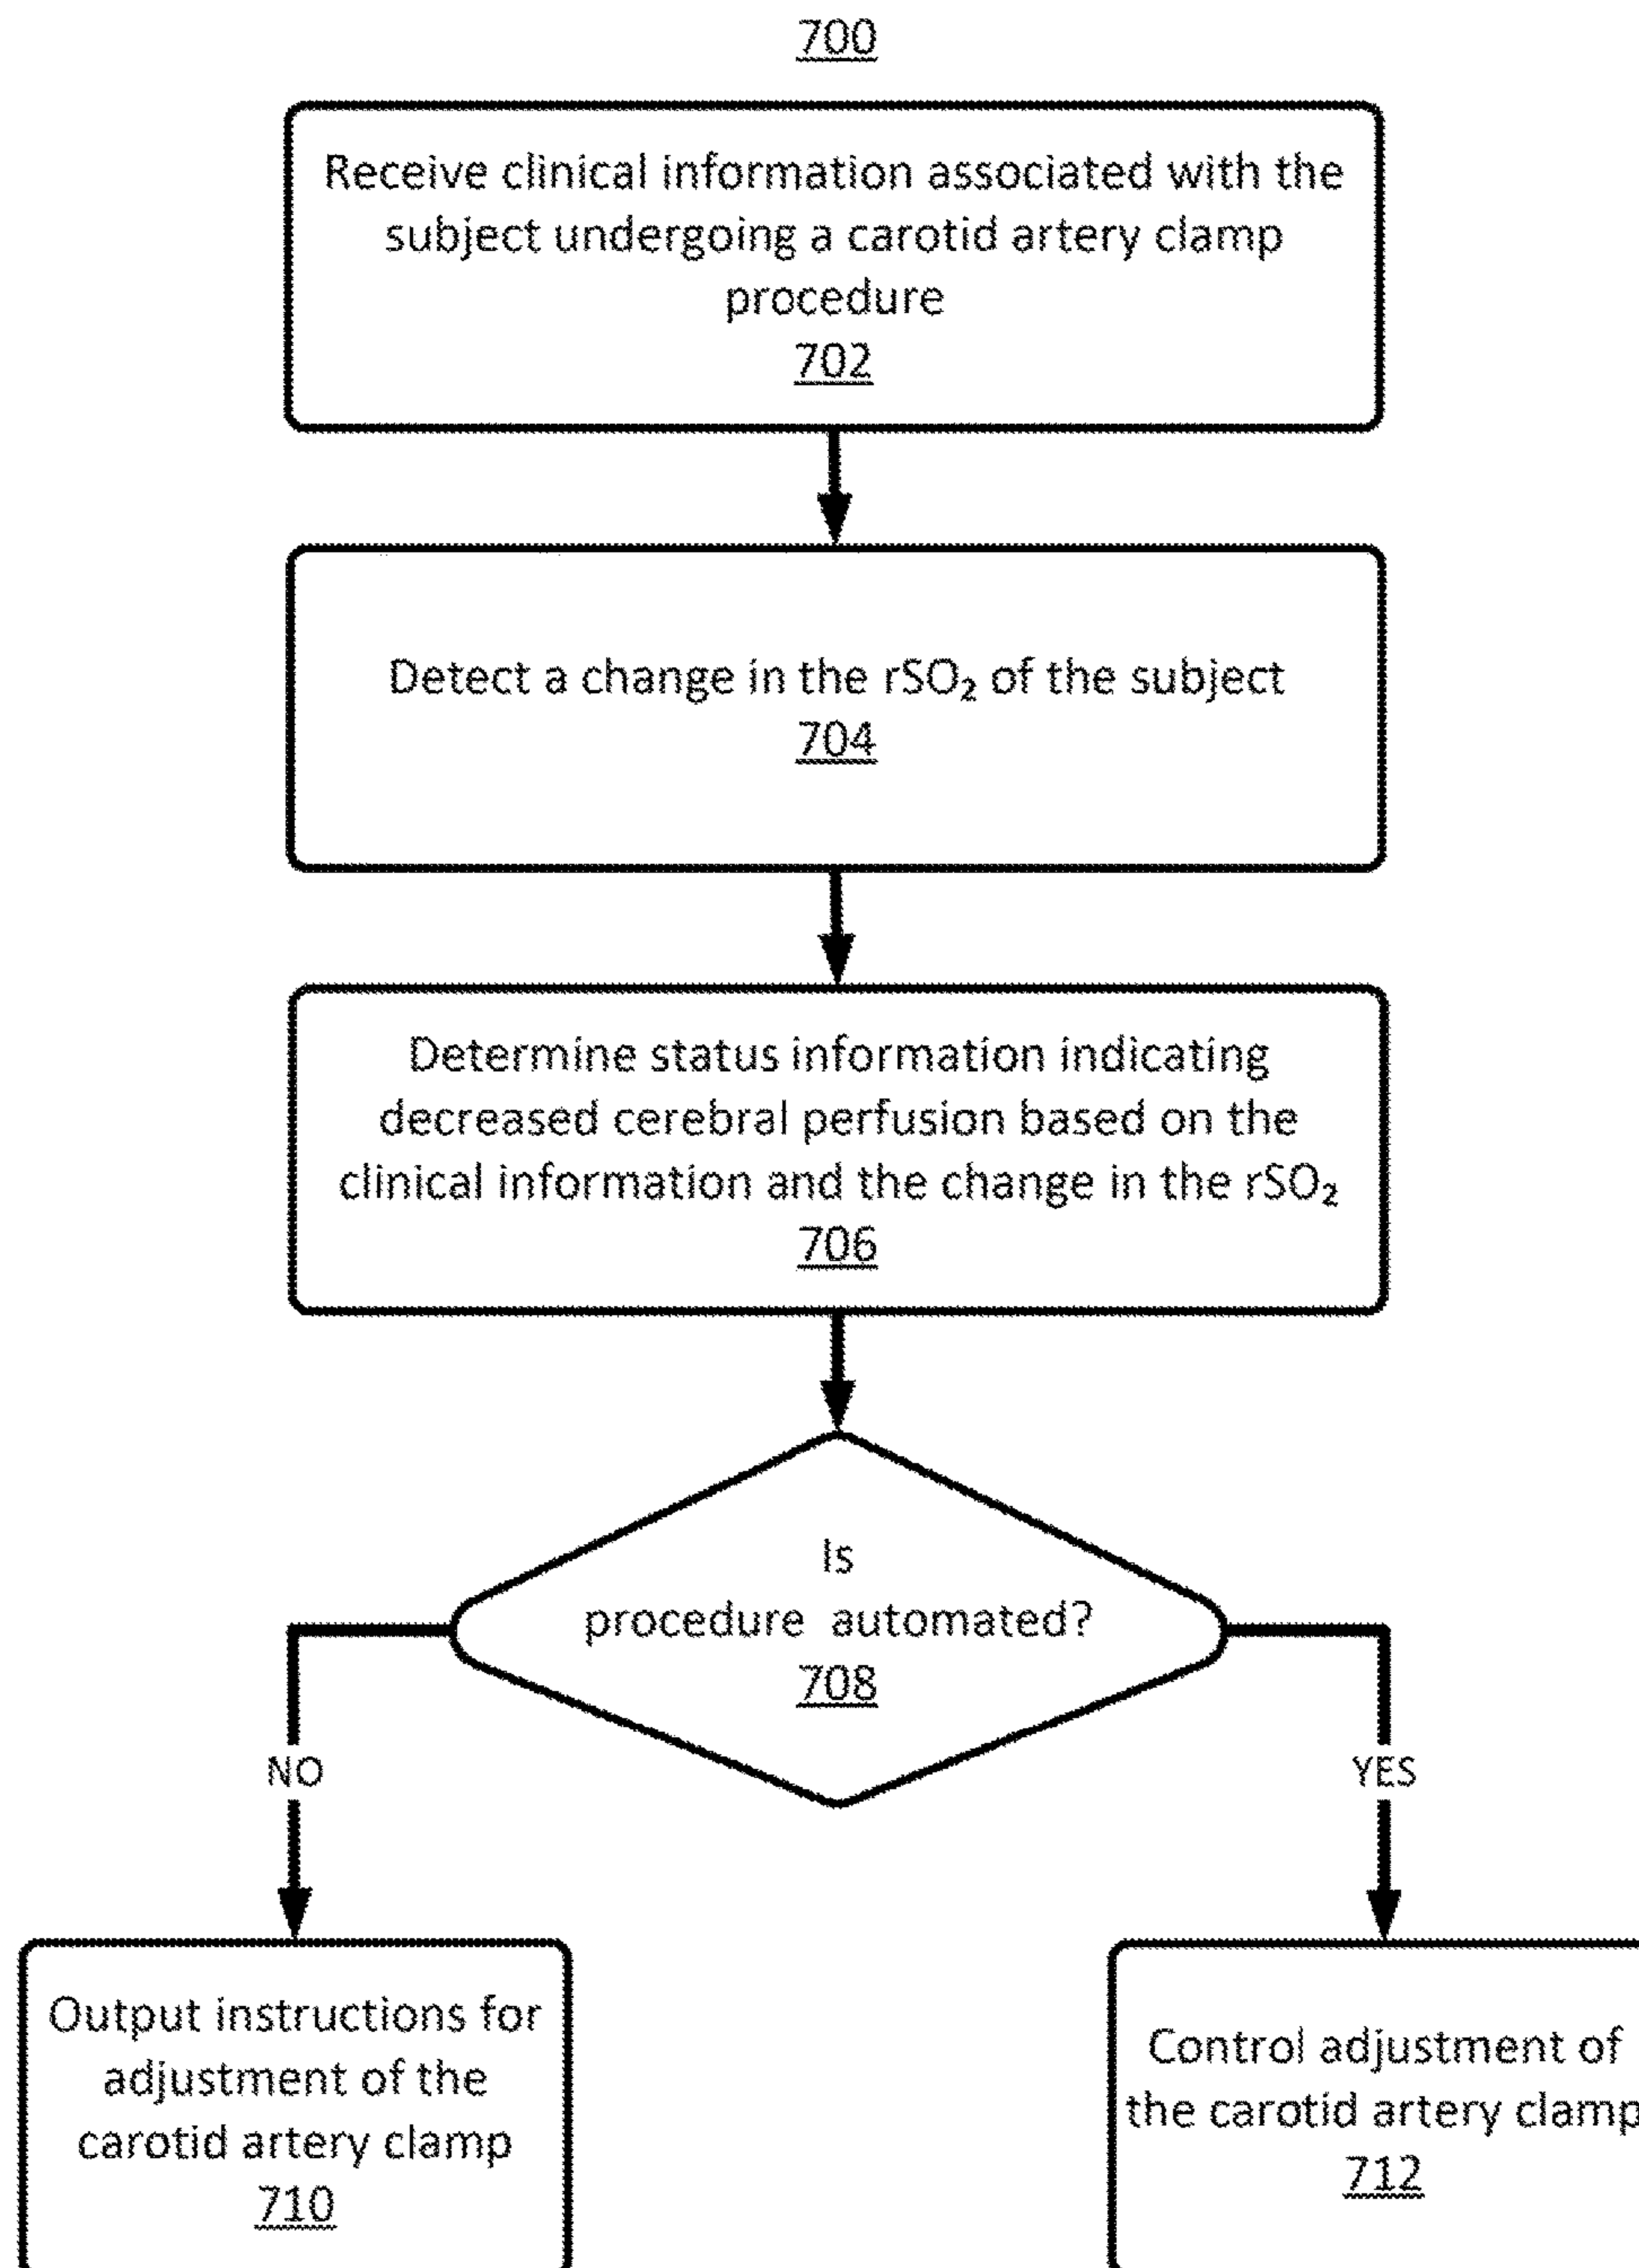 700
Receive clinical information associated with the
subject undergoing a carotid artery clamp
procedure
702
Detect a change in the rSO₂ of the subject
704
Determine status information indicating
decreased cerebral perfusion based on the
clinical information and the change in the rSO₂
706
Is
procedure automated?
708
NO
YES
Output instructions for
adjustment of the
carotid artery clamp
710
Control adjustment of
the carotid artery clamp
712